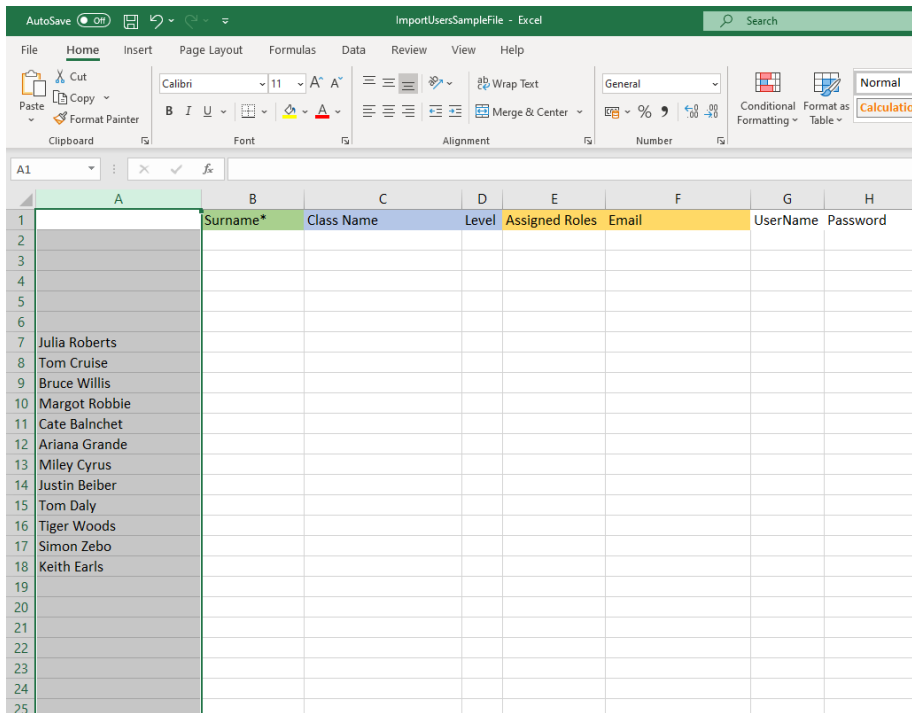 AutoSave Off ImportUsersSampleFile - Excel Search
File Home Insert Page Layout Formulas Data Review View Help
Cut
Copy
Format Painter
Paste
Calibri 11
B I U
Wrap Text
Merge & Center
General
Conditional Formatting
Format as Table
Normal
Clipboard Font Alignment Number
A1 fx
A B C D E F G H
1 Surname* Class Name Level Assigned Roles Email UserName Password
2
3
4
5
6
7 Julia Roberts
8 Tom Cruise
9 Bruce Willis
10 Margot Robbie
11 Cate Balnchet
12 Ariana Grande
13 Miley Cyrus
14 Justin Beiber
15 Tom Daly
16 Tiger Woods
17 Simon Zebo
18 Keith Earls
19
20
21
22
23
24
25